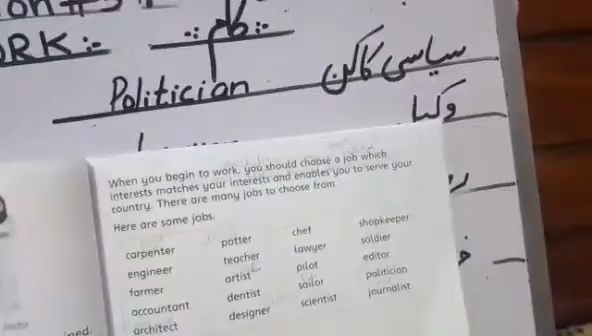 RK:-
:کام:
Politician سیاسی کارکن
وکیل
When you begin to work, you should choose a job which
interests matches your interests and enables you to serve your
country. There are many jobs to choose from.
Here are some jobs.
carpenter potter chef shopkeeper
engineer teacher lawyer soldier
farmer artist pilot editor
accountant dentist sailor politician
architect designer scientist journalist